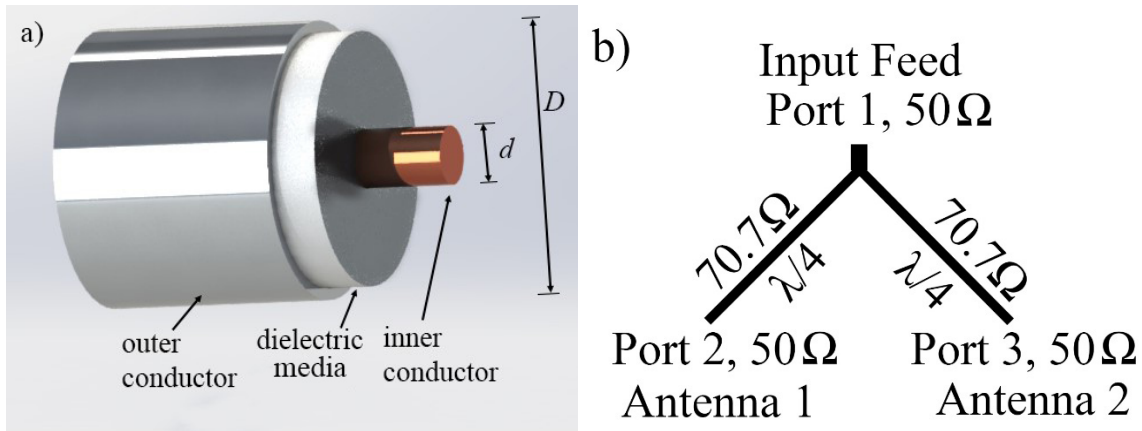 a)
D
d
outer
conductor
dielectric
media
inner
conductor
b)
Input Feed
Port 1, 50Ω
70.7Ω
λ/4
70.7Ω
λ/4
Port 2, 50Ω
Antenna 1
Port 3, 50Ω
Antenna 2